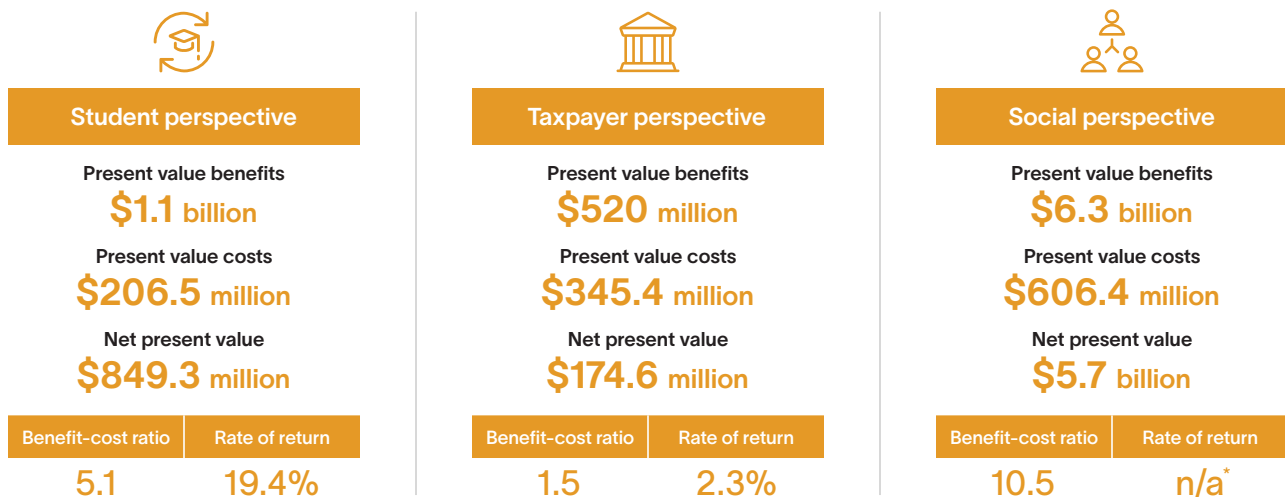 Student perspective
Present value benefits
$1.1 billion
Present value costs
$206.5 million
Net present value
$849.3 million
Benefit-cost ratio
Rate of return
5.1
19.4%
Taxpayer perspective
Present value benefits
$520 million
Present value costs
$345.4 million
Net present value
$174.6 million
Benefit-cost ratio
Rate of return
1.5
2.3%
Social perspective
Present value benefits
$6.3 billion
Present value costs
$606.4 million
Net present value
$5.7 billion
Benefit-cost ratio
Rate of return
10.5
n/a*